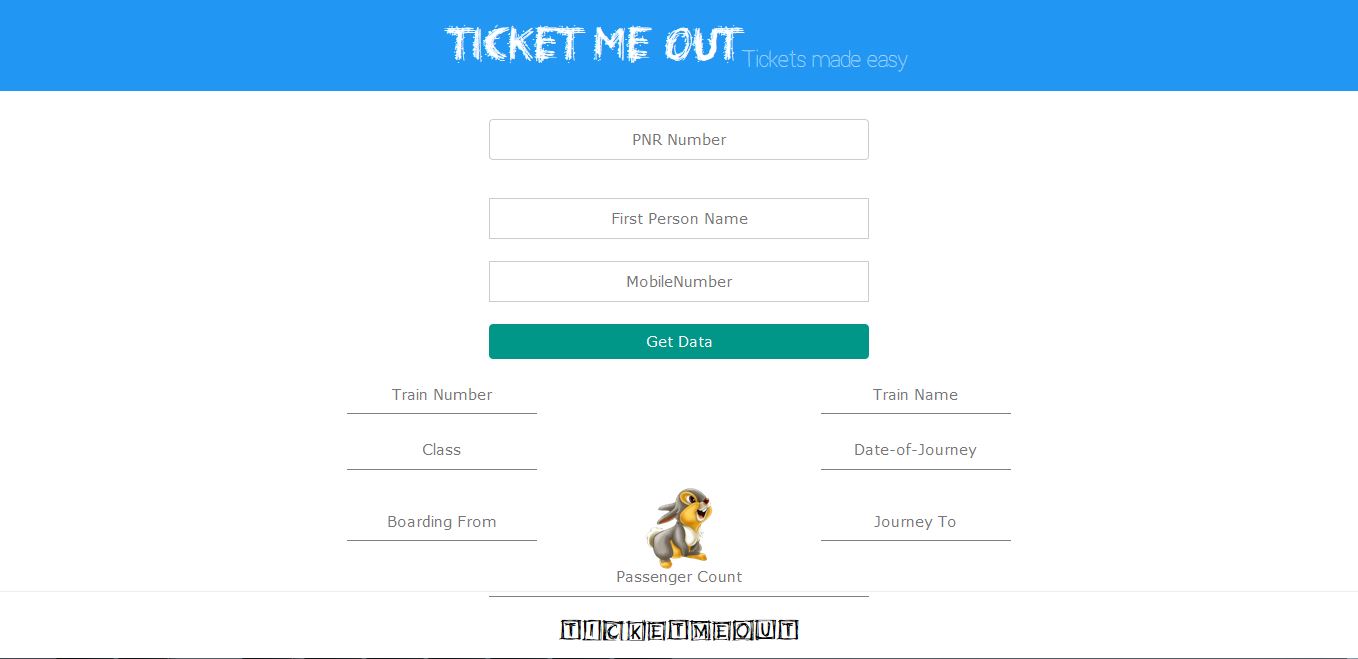 TICKET ME OUT Tickets made easy
PNR Number
First Person Name
MobileNumber
Get Data
Train Number
Train Name
Class
Date-of-Journey
Boarding From
Journey To
Passenger Count
TICKETMEOUT